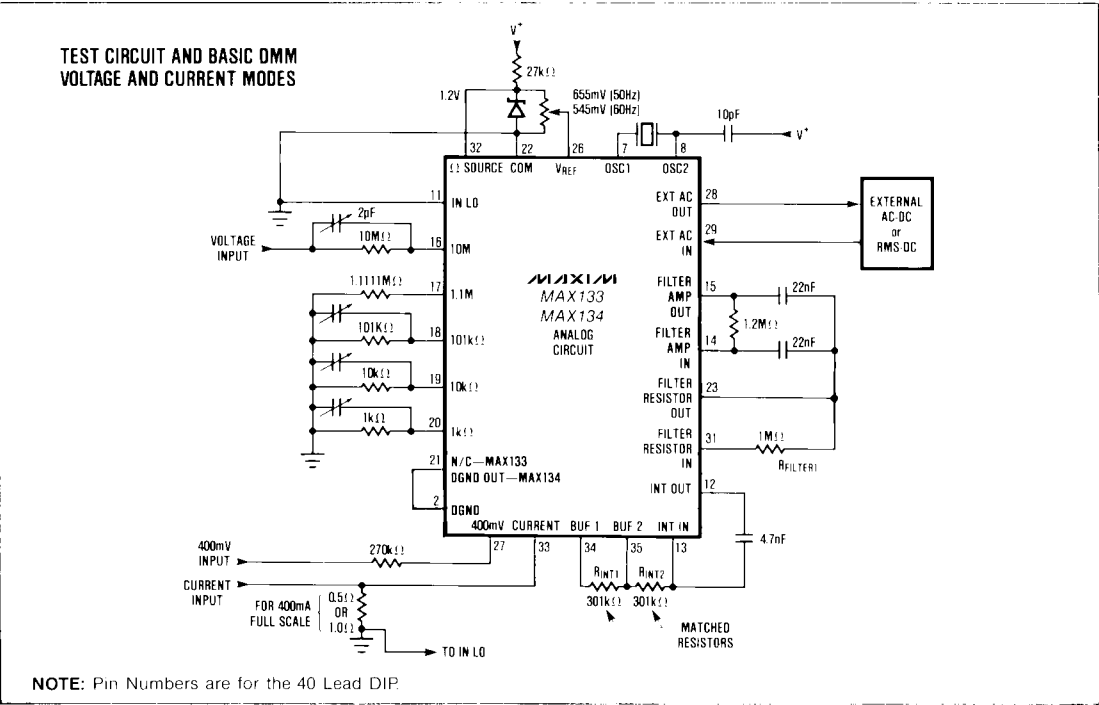 TEST CIRCUIT AND BASIC DMM
VOLTAGE AND CURRENT MODES
V+
27kΩ
1.2V
655mV (50Hz)
545mV (60Hz)
10pF
V+
32
22
26
7
8
Ω SOURCE
COM
VREF
OSC1
OSC2
11
IN LO
2pF
10MΩ
VOLTAGE
INPUT
16
10M
1.1111MΩ
17
1.1M
101KΩ
18
101kΩ
10kΩ
19
10kΩ
1kΩ
20
1kΩ
21
N/C—MAX133
DGND OUT—MAX134
2
DGND
MAXIM
MAX133
MAX134
ANALOG
CIRCUIT
EXT AC
OUT
28
EXT AC
IN
29
EXTERNAL
AC-DC
or
RMS-DC
FILTER
AMP
OUT
15
22nF
1.2MΩ
FILTER
AMP
IN
14
22nF
FILTER
RESISTOR
OUT
23
FILTER
RESISTOR
IN
31
1MΩ
RFILTER1
INT OUT
12
4.7nF
400mV
CURRENT
BUF 1
BUF 2
INT IN
27
33
34
35
13
400mV
INPUT
270kΩ
CURRENT
INPUT
FOR 400mA
FULL SCALE
0.5Ω
OR
1.0Ω
TO IN LO
RINT1
301kΩ
RINT2
301kΩ
MATCHED
RESISTORS
NOTE: Pin Numbers are for the 40 Lead DIP.